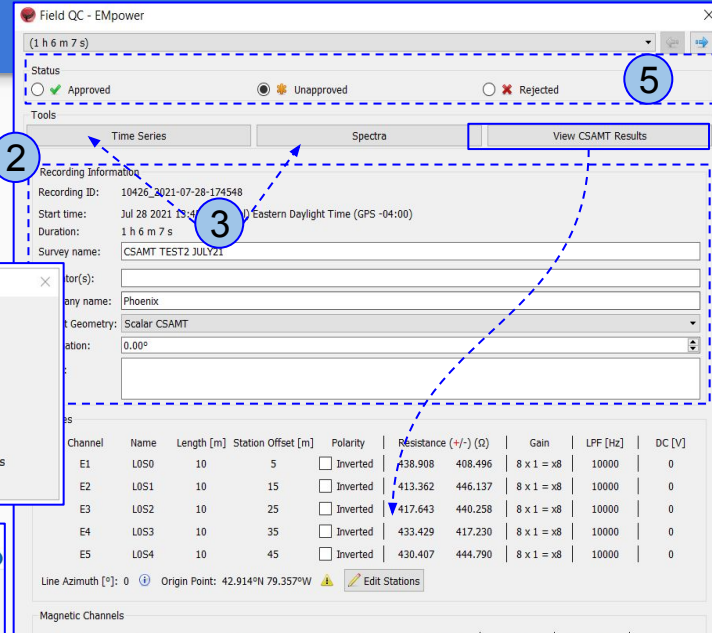 Field QC - EMpower
(1 h 6 m 7 s)
Status
Approved Unapproved Rejected
5
Tools
Time Series Spectra View CSAMT Results
2
Recording Information
Recording ID: 10426_2021-07-28-174548
Start time: Jul 28 2021 Eastern Daylight Time (GPS -04:00)
3
Duration: 1 h 6 m 7 s
Survey name: CSAMT TEST2 JULY21
tor(s):
any name: Phoenix
t Geometry: Scalar CSAMT
ation: 0.00°
:
es
Channel Name Length [m] Station Offset [m] Polarity Resistance (+/-) (Ω) Gain LPF [Hz] DC [V]
E1 L0S0 10 5 Inverted 438.908 408.496 8 x 1 = x8 10000 0
s
E2 L0S1 10 15 Inverted 413.362 446.137 8 x 1 = x8 10000 0
E3 L0S2 10 25 Inverted 417.643 440.258 8 x 1 = x8 10000 0
E4 L0S3 10 35 Inverted 433.429 417.230 8 x 1 = x8 10000 0
E5 L0S4 10 45 Inverted 430.407 444.790 8 x 1 = x8 10000 0
Line Azimuth [°]: 0 Origin Point: 42.914°N 79.357°W Edit Stations
Magnetic Channels